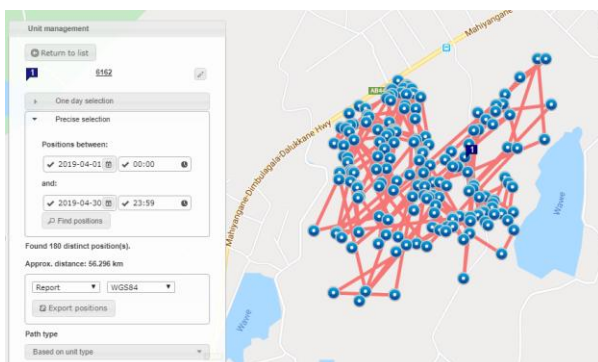 Unit management
Return to list
1
6162
One day selection
Precise selection
Positions between:
2019-04-01 00:00
and:
2019-04-30 23:59
Find positions
Found 180 distinct position(s).
Approx. distance: 56.296 km
Report WGS84
Export positions
Path type
Based on unit type
Mahiyangane
Mahiyangane-Dimbulagala-Dalukkane Hwy
1
Wewe
Wewe